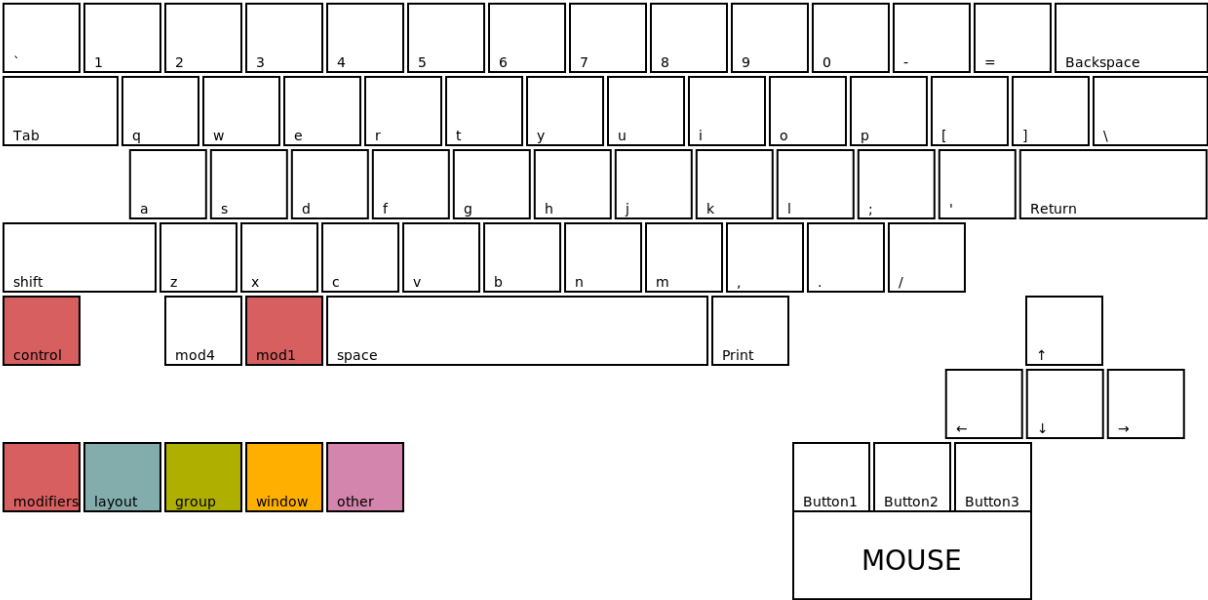 ` 1 2 3 4 5 6 7 8 9 0 - = Backspace
Tab q w e r t y u i o p [ ] \
a s d f g h j k l ; ' Return
shift z x c v b n m , . /
control mod4 mod1 space Print ↑
← ↓ →
modifiers layout group window other Button1 Button2 Button3
MOUSE